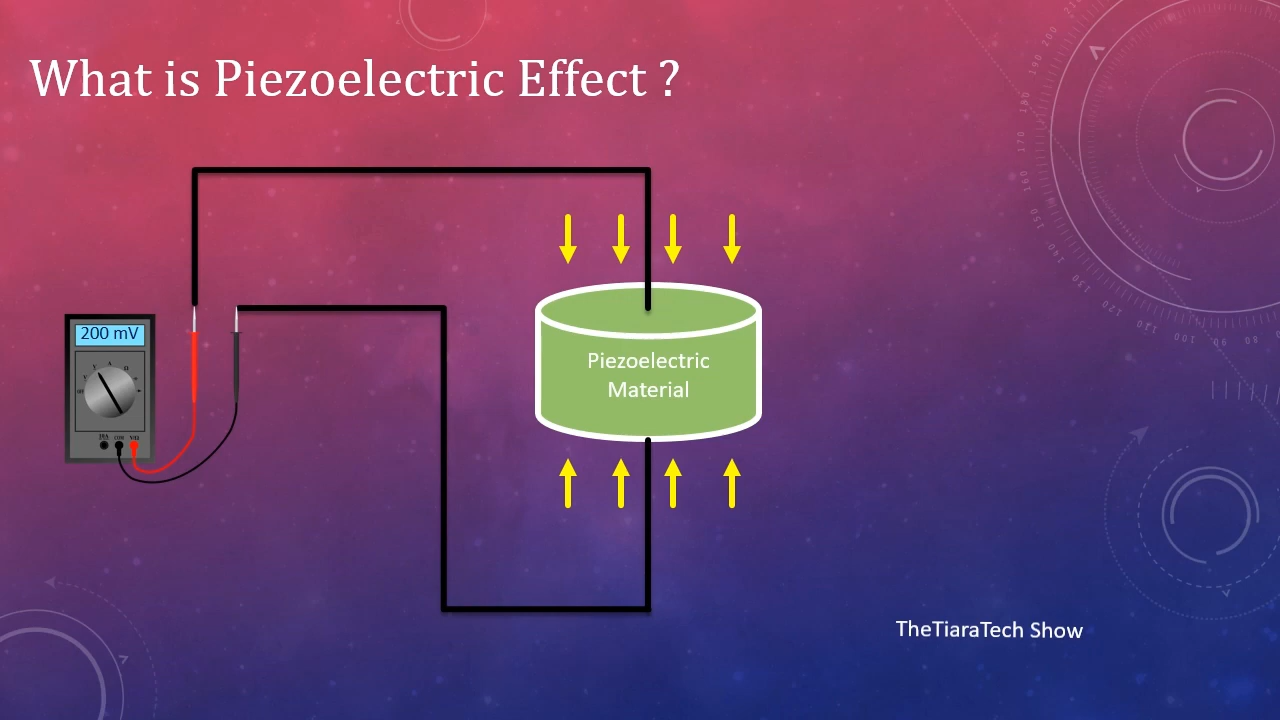 What is Piezoelectric Effect ?
200 mV
Piezoelectric
Material
TheTiaraTech Show